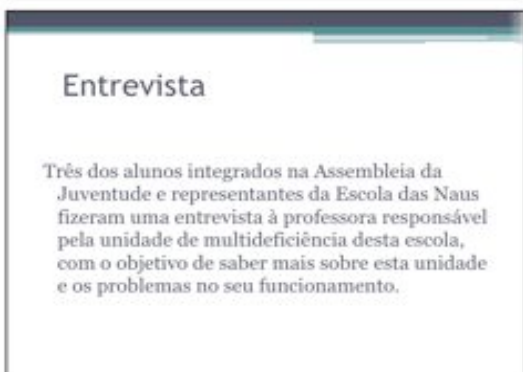 Entrevista
Três dos alunos integrados na Assembleia da
Juventude e representantes da Escola das Naus
fizeram uma entrevista à professora responsável
pela unidade de multideficiência desta escola,
com o objetivo de saber mais sobre esta unidade
e os problemas no seu funcionamento.